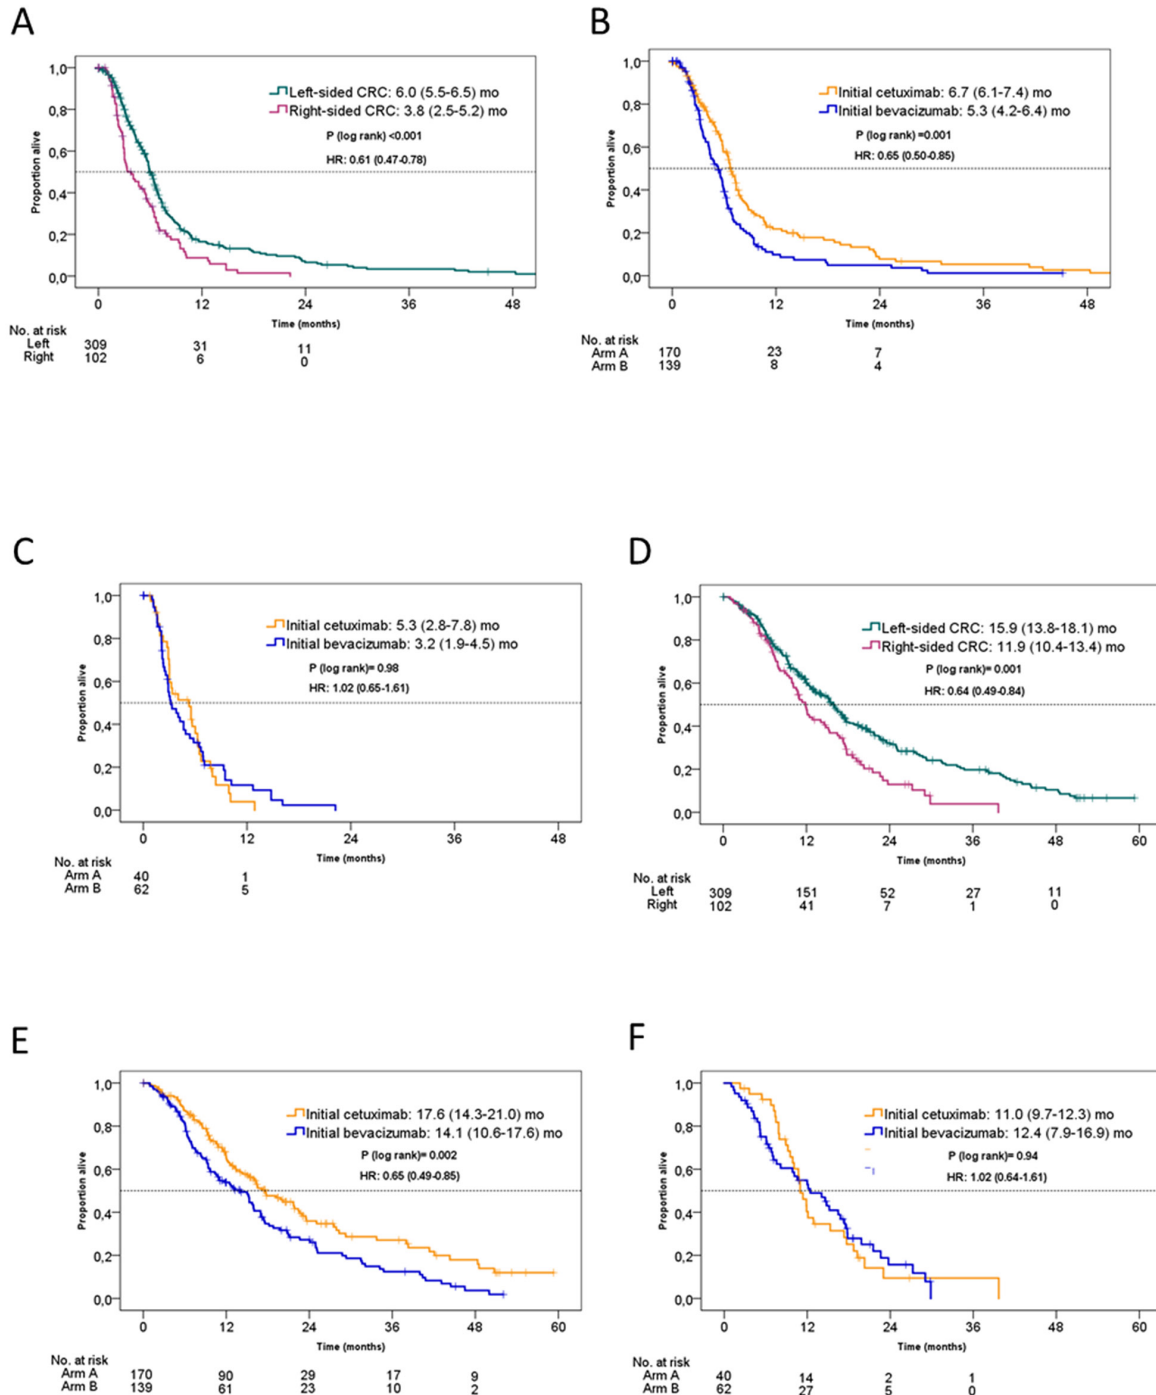 A
1,0
0,8
0,6
0,4
0,2
0,0
Proportion alive
Left-sided CRC: 6.0 (5.5-6.5) mo
Right-sided CRC: 3.8 (2.5-5.2) mo
P (log rank) <0.001
HR: 0.61 (0.47-0.78)
0 12 24 36 48
Time (months)
No. at risk
Left 309 31 11
Right 102 6 0
B
1,0
0,8
0,6
0,4
0,2
0,0
Proportion alive
Initial cetuximab: 6.7 (6.1-7.4) mo
Initial bevacizumab: 5.3 (4.2-6.4) mo
P (log rank) =0.001
HR: 0.65 (0.50-0.85)
0 12 24 36 48
Time (months)
No. at risk
Arm A 170 23 7
Arm B 139 8 4
C
1,0
0,8
0,6
0,4
0,2
0,0
Proportion alive
Initial cetuximab: 5.3 (2.8-7.8) mo
Initial bevacizumab: 3.2 (1.9-4.5) mo
P (log rank)= 0.98
HR: 1.02 (0.65-1.61)
0 12 24 36 48
Time (months)
No. at risk
Arm A 40 1
Arm B 62 5
D
1,0
0,8
0,6
0,4
0,2
0,0
Proportion alive
Left-sided CRC: 15.9 (13.8-18.1) mo
Right-sided CRC: 11.9 (10.4-13.4) mo
P (log rank)= 0.001
HR: 0.64 (0.49-0.84)
0 12 24 36 48 60
Time (months)
No. at risk
Left 309 151 52 27 11
Right 102 41 7 1 0
E
1,0
0,8
0,6
0,4
0,2
0,0
Proportion alive
Initial cetuximab: 17.6 (14.3-21.0) mo
Initial bevacizumab: 14.1 (10.6-17.6) mo
P (log rank)= 0.002
HR: 0.65 (0.49-0.85)
0 12 24 36 48 60
Time (months)
No. at risk
Arm A 170 90 29 17 9
Arm B 139 61 23 10 2
F
1,0
0,8
0,6
0,4
0,2
0,0
Proportion alive
Initial cetuximab: 11.0 (9.7-12.3) mo
Initial bevacizumab: 12.4 (7.9-16.9) mo
P (log rank)= 0.94
HR: 1.02 (0.64-1.61)
0 12 24 36 48 60
Time (months)
No. at risk
Arm A 40 14 2 1
Arm B 62 27 5 0